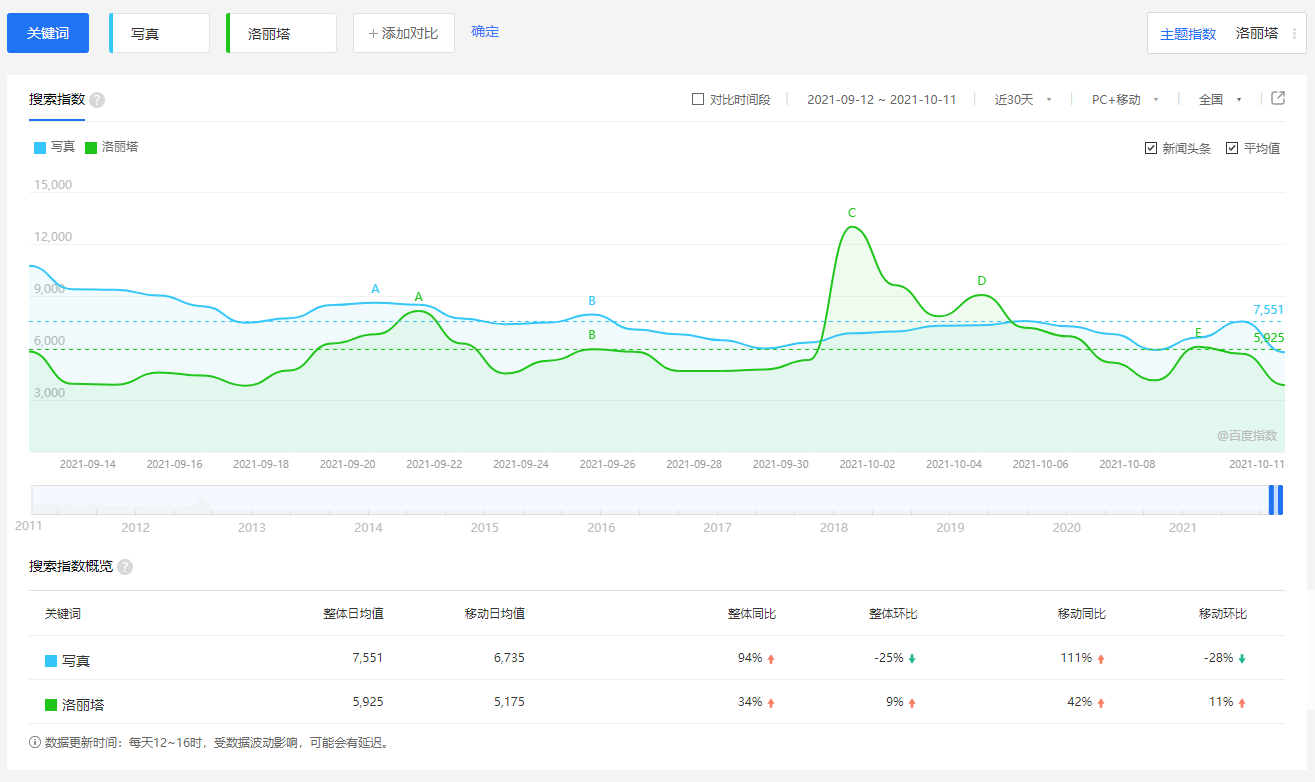 关键词 写真 洛丽塔 +添加对比 确定 主题指数 洛丽塔
搜索指数 ? 对比时间段 2021-09-12 ~ 2021-10-11 近30天 PC+移动 全国
写真 洛丽塔 新闻头条 平均值
15,000
C
12,000
D
A A
9,000
B
7,551
B E
6,000 5,925
3,000
@百度指数
2021-09-14 2021-09-16 2021-09-18 2021-09-20 2021-09-22 2021-09-24 2021-09-26 2021-09-28 2021-09-30 2021-10-02 2021-10-04 2021-10-06 2021-10-08 2021-10-11
2011 2012 2013 2014 2015 2016 2017 2018 2019 2020 2021
搜索指数概览 ?
关键词 整体日均值 移动日均值 整体同比 整体环比 移动同比 移动环比
写真 7,551 6,735 94% -25% 111% -28%
洛丽塔 5,925 5,175 34% 9% 42% 11%
数据更新时间：每天12~16时，受数据波动影响，可能会有延迟。